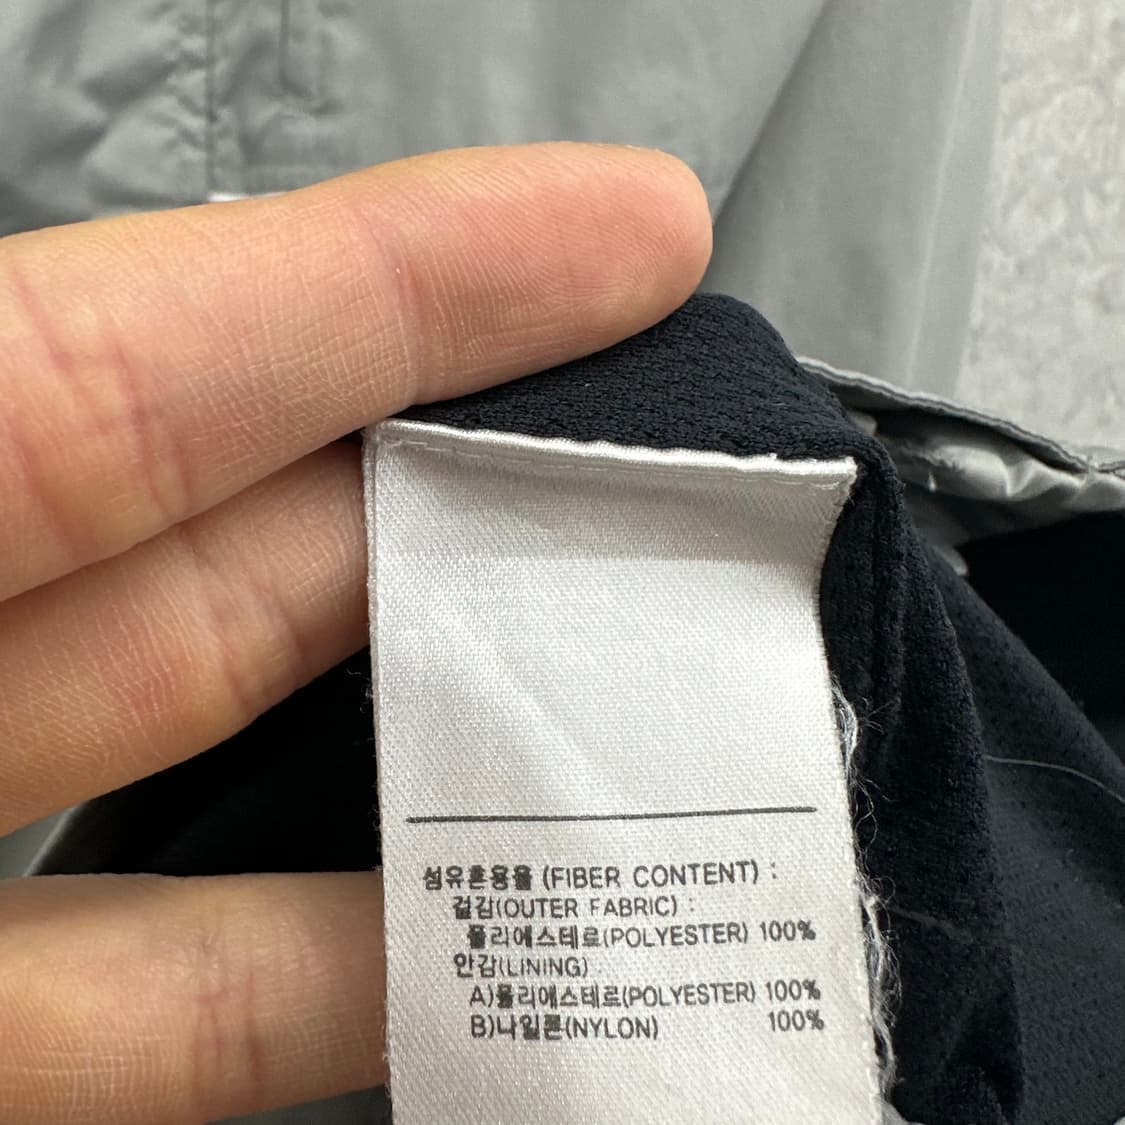 섬유혼용율 (FIBER CONTENT) :
겉감(OUTER FABRIC) :
폴리에스테르(POLYESTER) 100%
안감(LINING) :
A)폴리에스테르(POLYESTER) 100%
B)나일론(NYLON) 100%